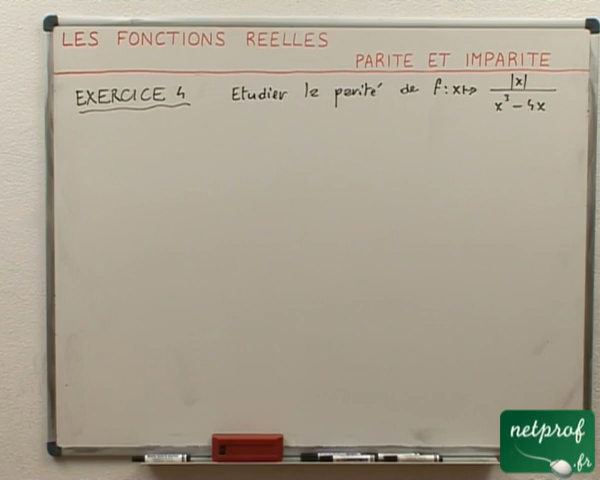 LES FONCTIONS REELLES
PARITE ET IMPARITE
EXERCICE 4 Etudier la parité de f : x ↦ |x| / (x³ - 4x)
netprof
.fr